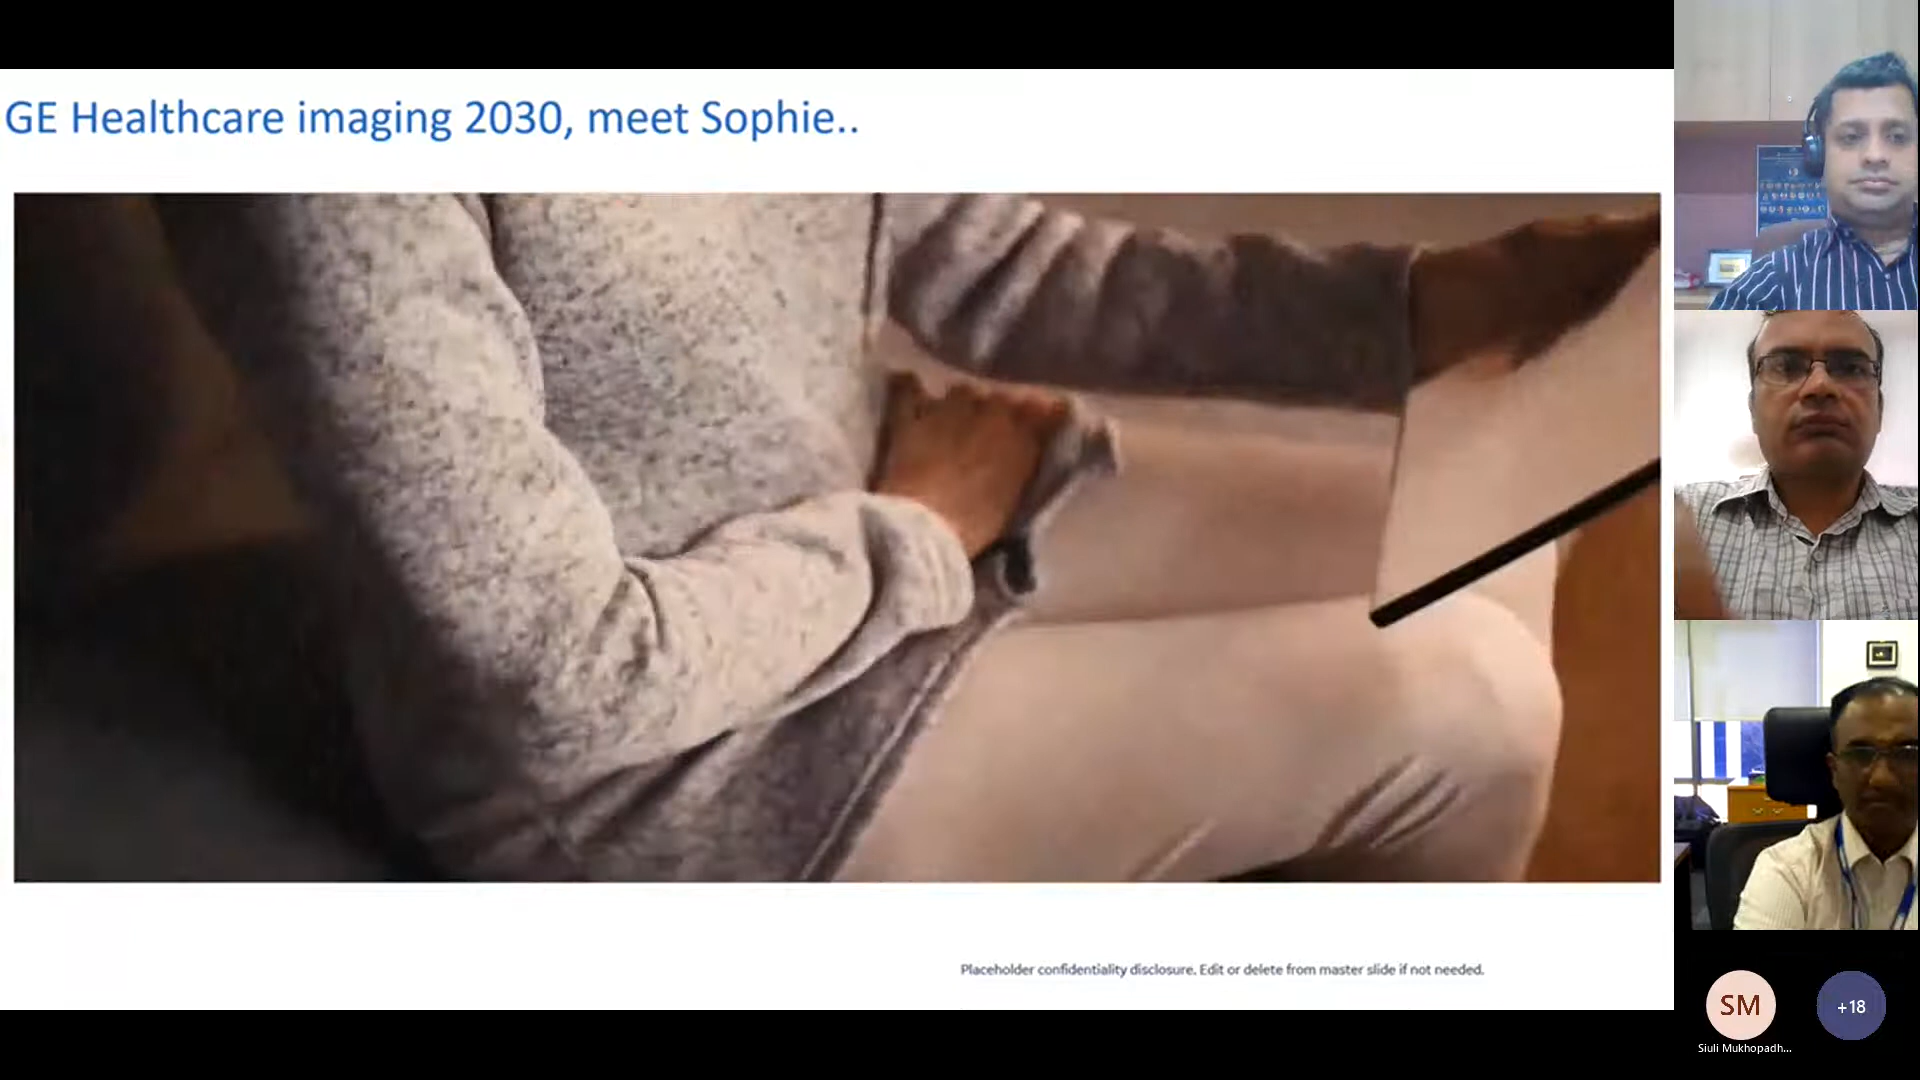 GE Healthcare imaging 2030, meet Sophie..
Placeholder confidentiality disclosure. Edit or delete from master slide if not needed.
SM
+18
Siuli Mukhopadh...